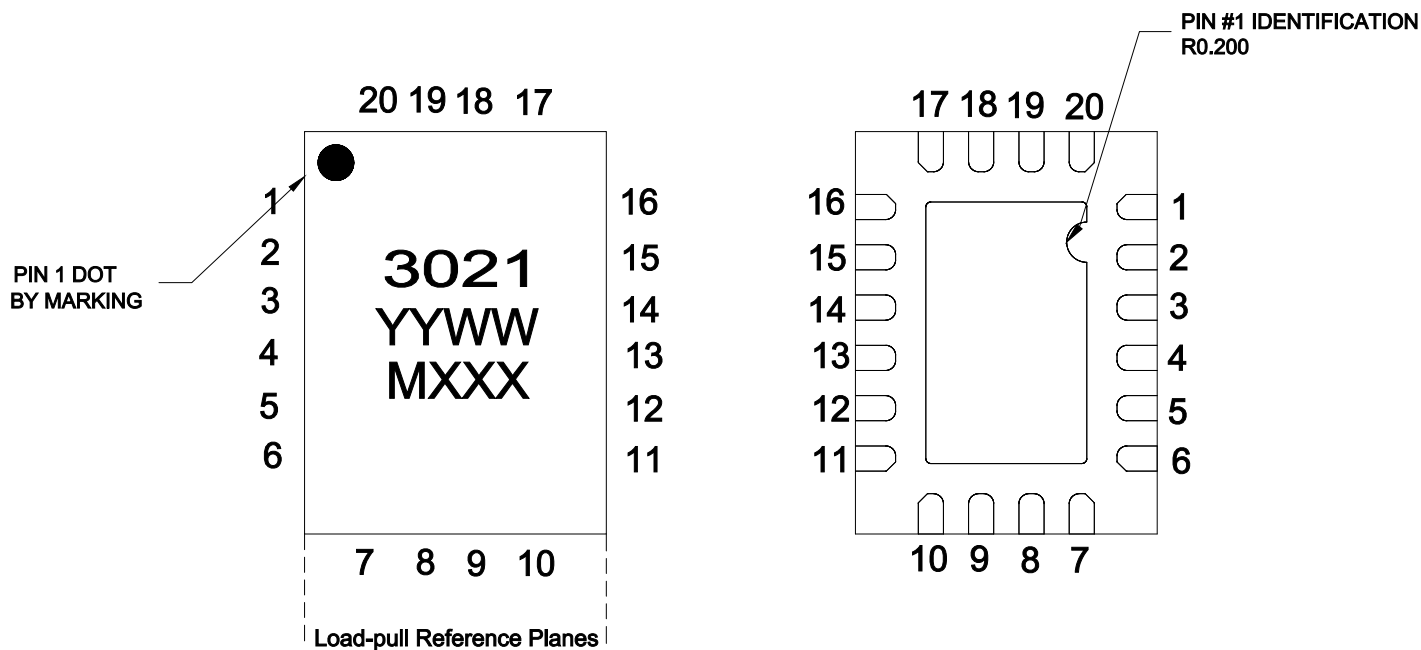 PIN #1 IDENTIFICATION
R0.200
20 19 18 17
17 18 19 20
1
2
3
4
5
6
16
15
14
13
12
11
PIN 1 DOT
BY MARKING
3021
YYWW
MXXX
16
15
14
13
12
11
1
2
3
4
5
6
7 8 9 10
10 9 8 7
Load-pull Reference Planes